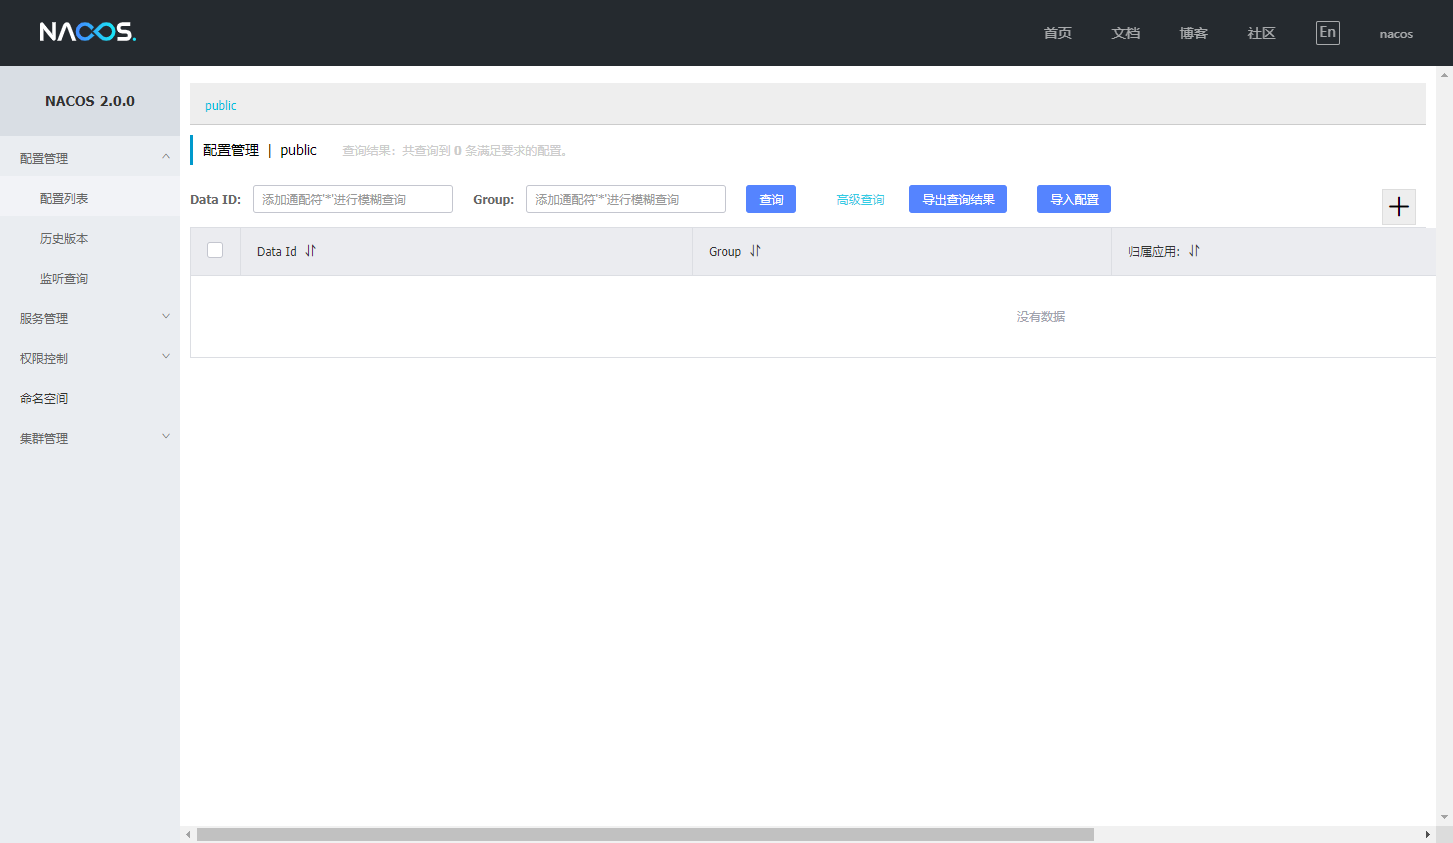 NACOS.
首页 文档 博客 社区 En nacos
NACOS 2.0.0
配置管理
配置列表
历史版本
监听查询
服务管理
权限控制
命名空间
集群管理
public
配置管理 | public 查询结果：共查询到 0 条满足要求的配置。
Data ID: 添加通配符'*'进行模糊查询 Group: 添加通配符'*'进行模糊查询 查询 高级查询 导出查询结果 导入配置
Data Id Group 归属应用:
没有数据